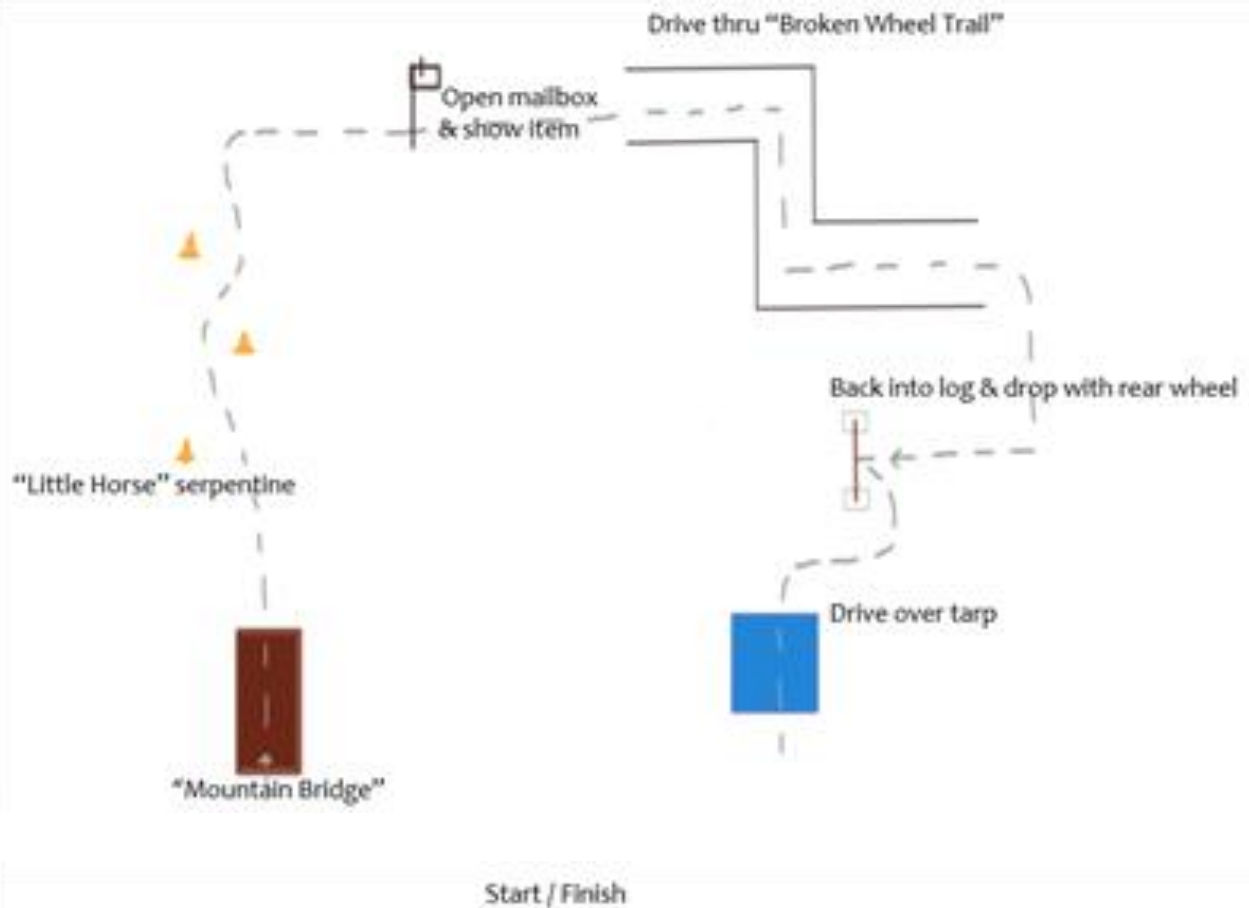 Drive thru “Broken Wheel Trail”
Open mailbox
& show item
Back into log & drop with rear wheel
“Little Horse” serpentine
Drive over tarp
“Mountain Bridge”
Start / Finish